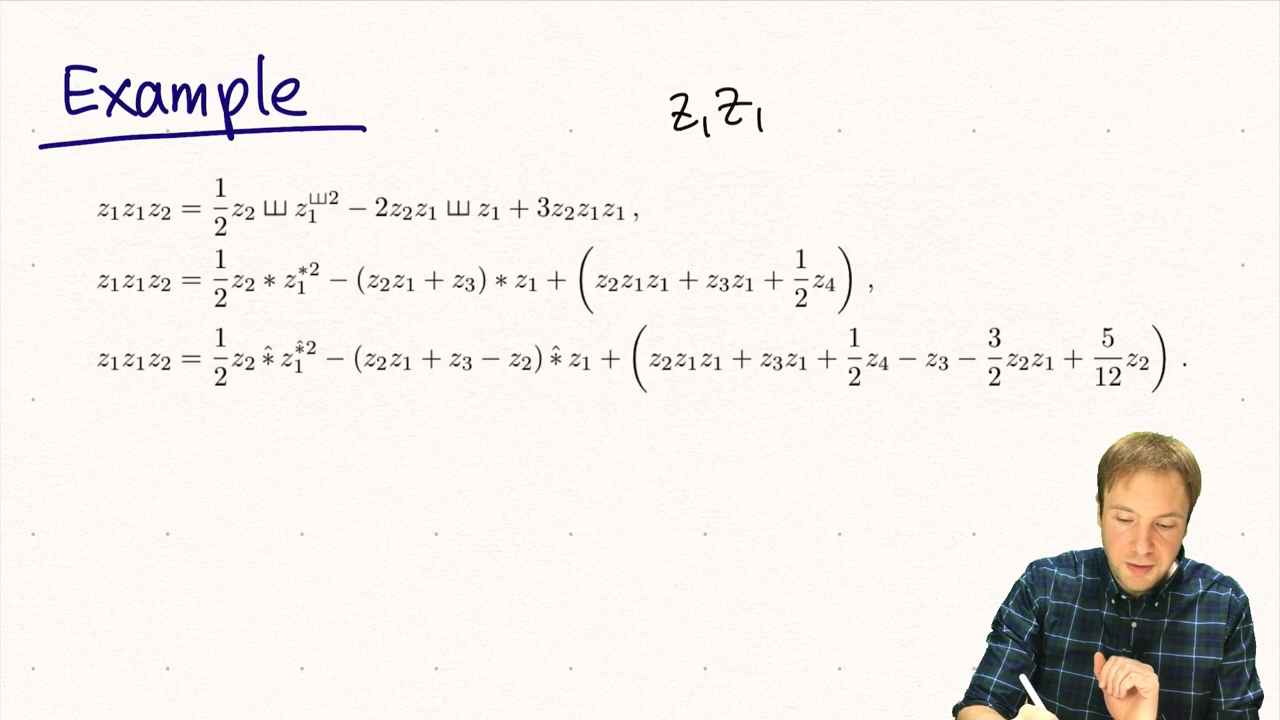 Example
z₁z₁
z₁z₁z₂ = 1/2 z₂ ш z₁^ш2 − 2z₂z₁ ш z₁ + 3z₂z₁z₁ ,
z₁z₁z₂ = 1/2 z₂ * z₁^*2 − (z₂z₁ + z₃) * z₁ + (z₂z₁z₁ + z₃z₁ + 1/2 z₄) ,
z₁z₁z₂ = 1/2 z₂ *̂ z₁^*̂2 − (z₂z₁ + z₃ − z₂) *̂ z₁ + (z₂z₁z₁ + z₃z₁ + 1/2 z₄ − z₃ − 3/2 z₂z₁ + 5/12 z₂) .